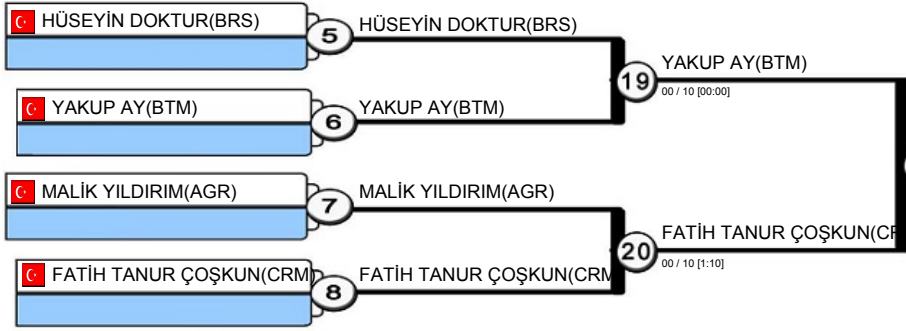 HÜSEYİN DOKTUR(BRS)
5
HÜSEYİN DOKTUR(BRS)
YAKUP AY(BTM)
19
00 / 10 [00:00]
YAKUP AY(BTM)
6
YAKUP AY(BTM)
MALİK YILDIRIM(AGR)
7
MALİK YILDIRIM(AGR)
FATİH TANUR ÇOŞKUN(CR
20
00 / 10 [1:10]
FATİH TANUR ÇOŞKUN(CRM)
8
FATİH TANUR ÇOŞKUN(CRM